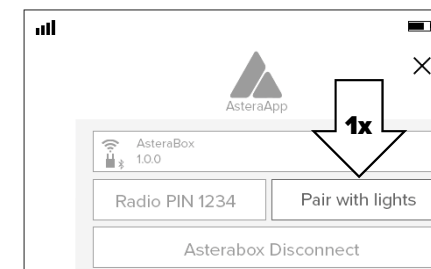 AsteraApp
1x
AsteraBox
1.0.0
Radio PIN 1234
Pair with lights
Asterabox Disconnect